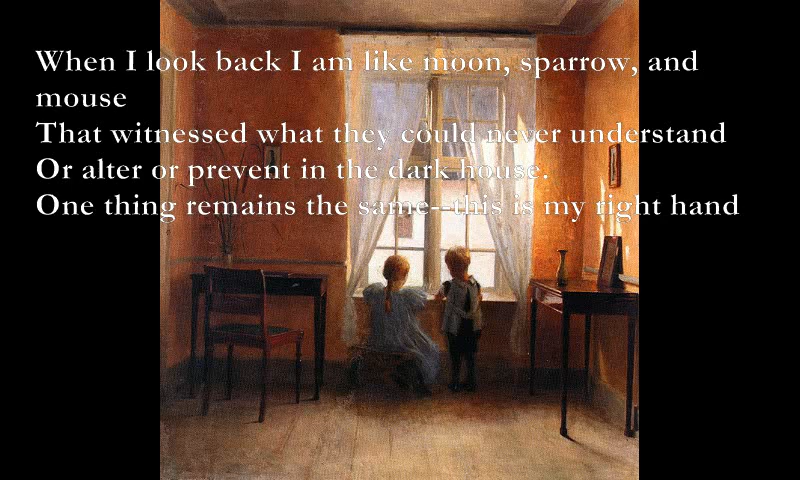 When I look back I am like moon, sparrow, and
mouse
That witnessed what they could never understand
Or alter or prevent in the dark house.
One thing remains the same--this is my right hand